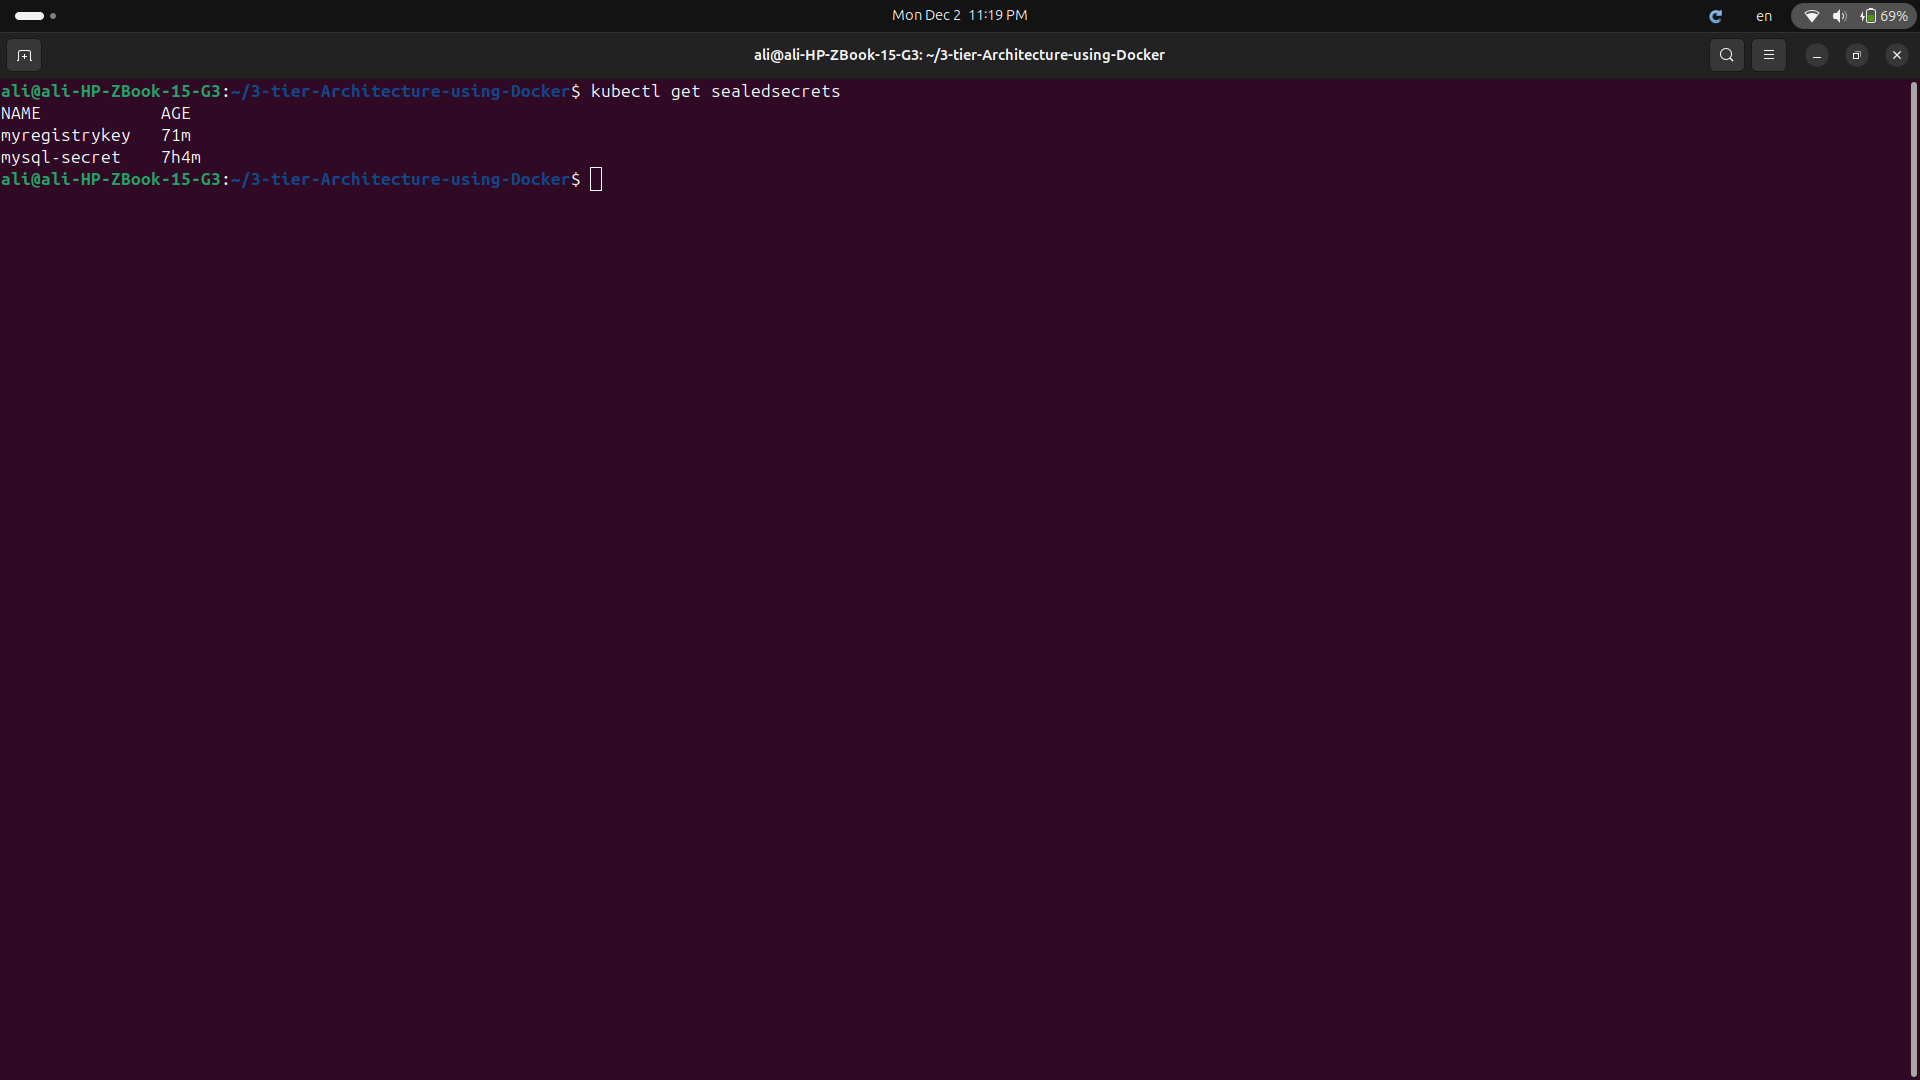 Mon Dec 2 11:19 PM
en
69%
ali@ali-HP-ZBook-15-G3: ~/3-tier-Architecture-using-Docker
ali@ali-HP-ZBook-15-G3:~/3-tier-Architecture-using-Docker$ kubectl get sealedsecrets
NAME            AGE
myregistrykey   71m
mysql-secret    7h4m
ali@ali-HP-ZBook-15-G3:~/3-tier-Architecture-using-Docker$